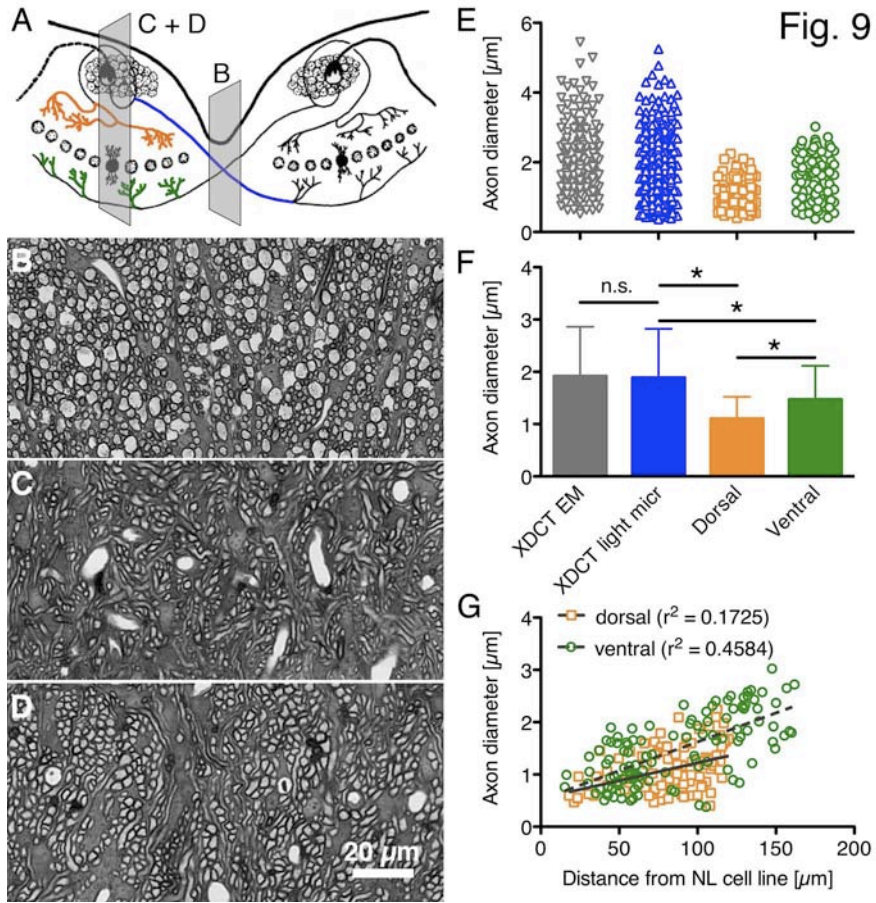 Fig. 9
A
C + D
B
B
C
D
20 µm
E
Axon diameter [µm]
6
4
2
0
F
Axon diameter [µm]
4
3
2
1
0
n.s.
*
*
*
XDCT EM
XDCT light micr
Dorsal
Ventral
G
Axon diameter [µm]
4
3
2
1
0
dorsal (r² = 0.1725)
ventral (r² = 0.4584)
0 50 100 150 200
Distance from NL cell line [µm]